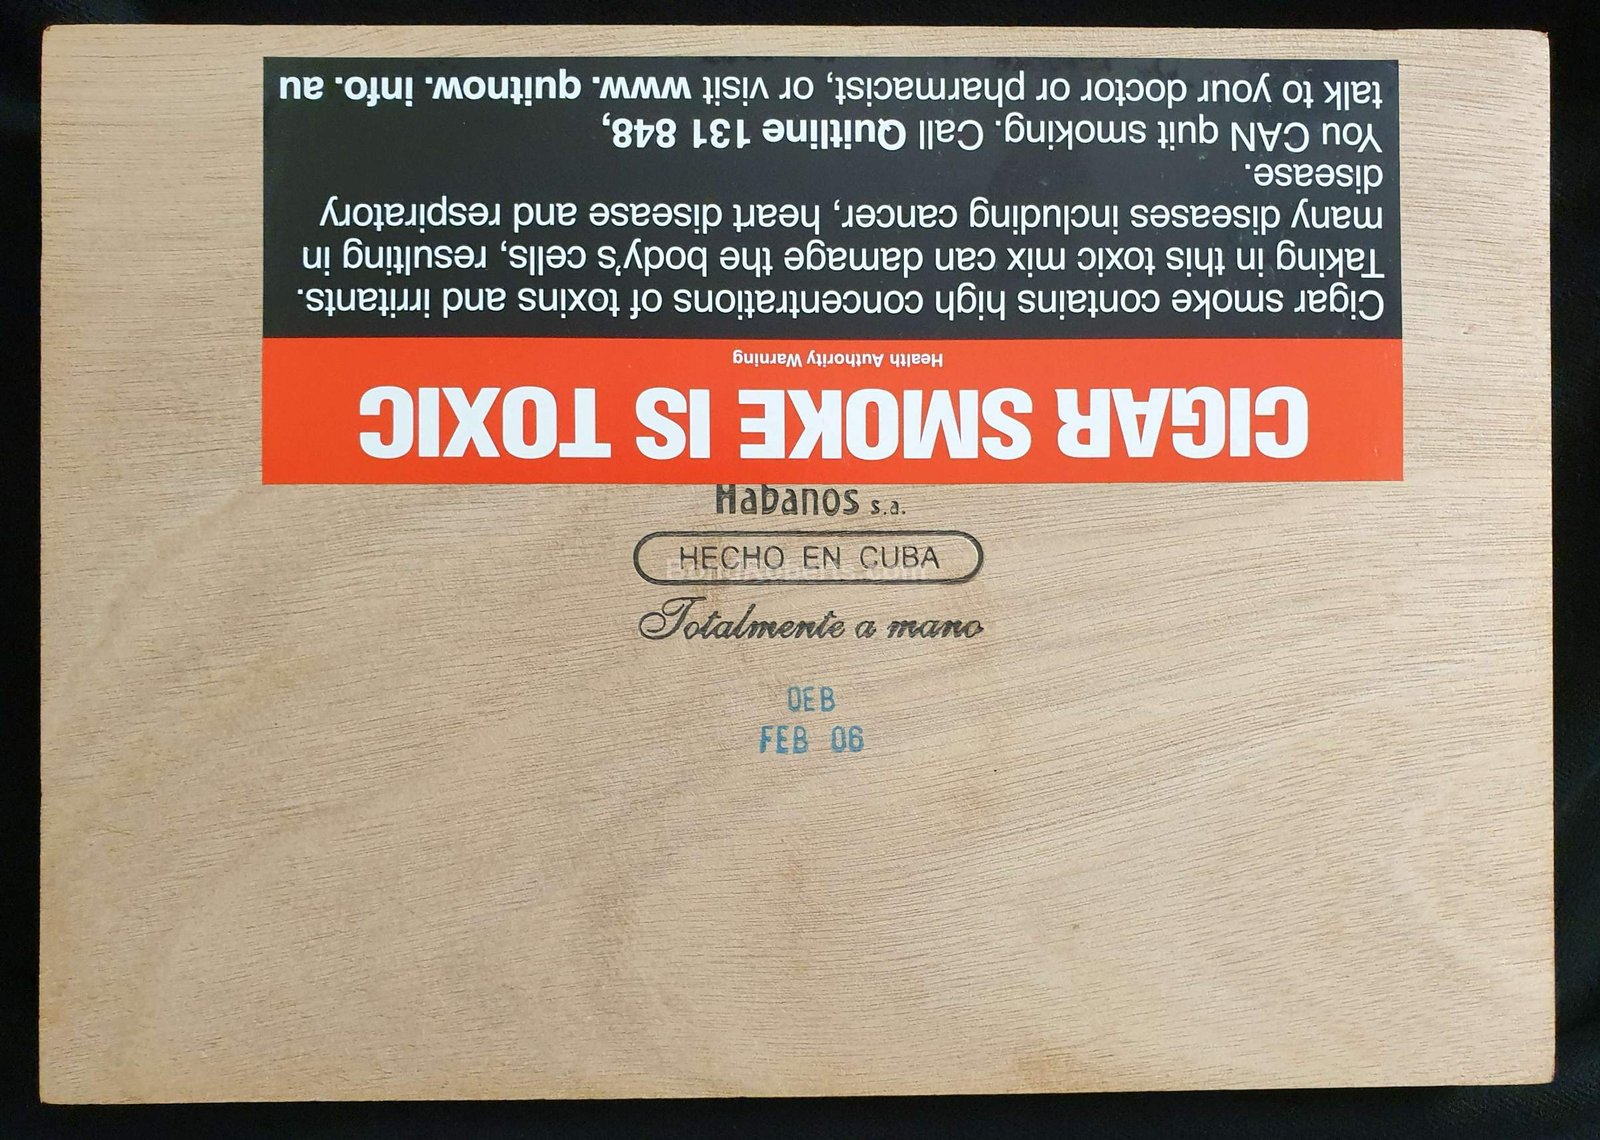 CIGAR SMOKE IS TOXIC
Health Authority Warning
Cigar smoke contains high concentrations of toxins and irritants.
Taking in this toxic mix can damage the body's cells, resulting in
many diseases including cancer, heart disease and respiratory
disease.
You CAN quit smoking. Call Quitline 131 848,
talk to your doctor or pharmacist, or visit www. quitnow. info. au
Habanos s.a.
HECHO EN CUBA
BondRoberts.com
Totalmente a mano
OEB
FEB 06